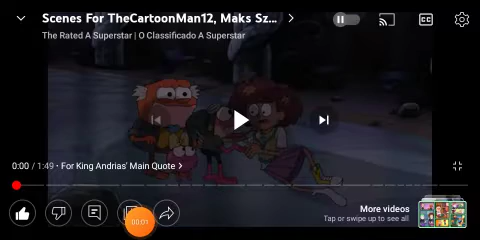 Scenes For TheCartoonMan12, Maks Sz...
CC
The Rated A Superstar | O Classificado A Superstar
0:00 / 1:49 • For King Andrias' Main Quote
00:01
More videos
Tap or swipe up to see all